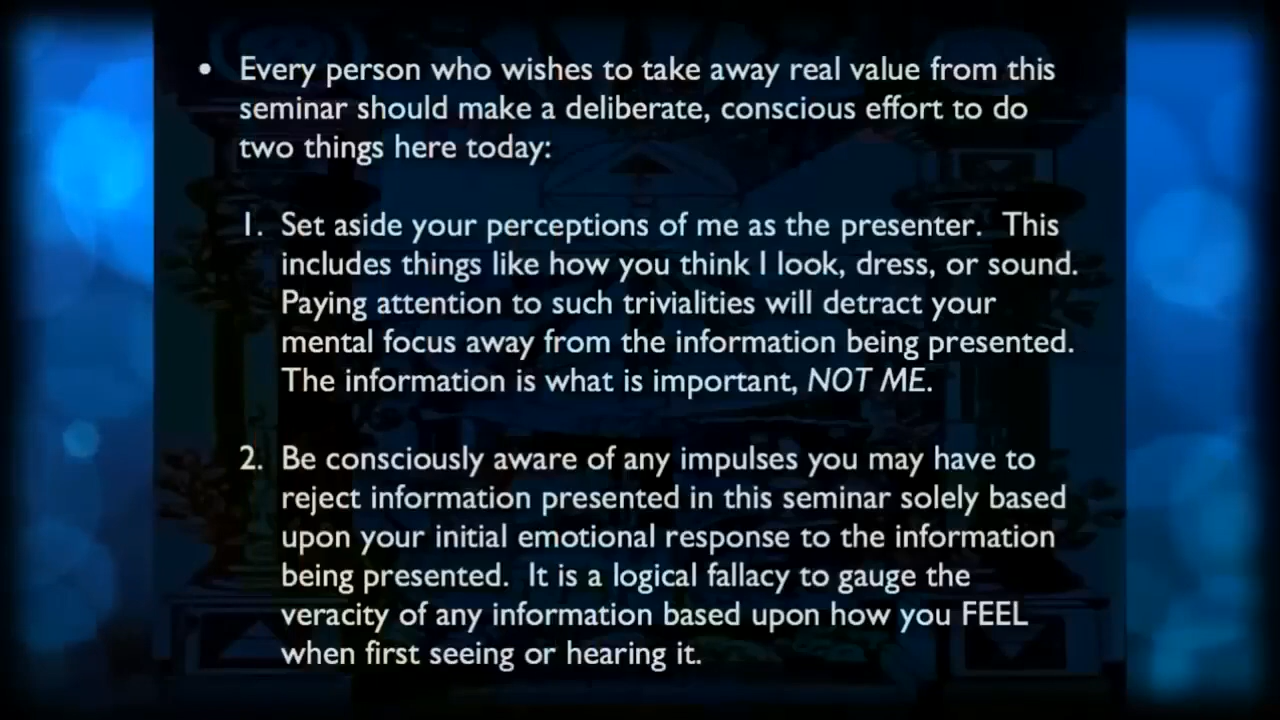 • Every person who wishes to take away real value from this
seminar should make a deliberate, conscious effort to do
two things here today:
1. Set aside your perceptions of me as the presenter. This
includes things like how you think I look, dress, or sound.
Paying attention to such trivialities will detract your
mental focus away from the information being presented.
The information is what is important, NOT ME.
2. Be consciously aware of any impulses you may have to
reject information presented in this seminar solely based
upon your initial emotional response to the information
being presented. It is a logical fallacy to gauge the
veracity of any information based upon how you FEEL
when first seeing or hearing it.